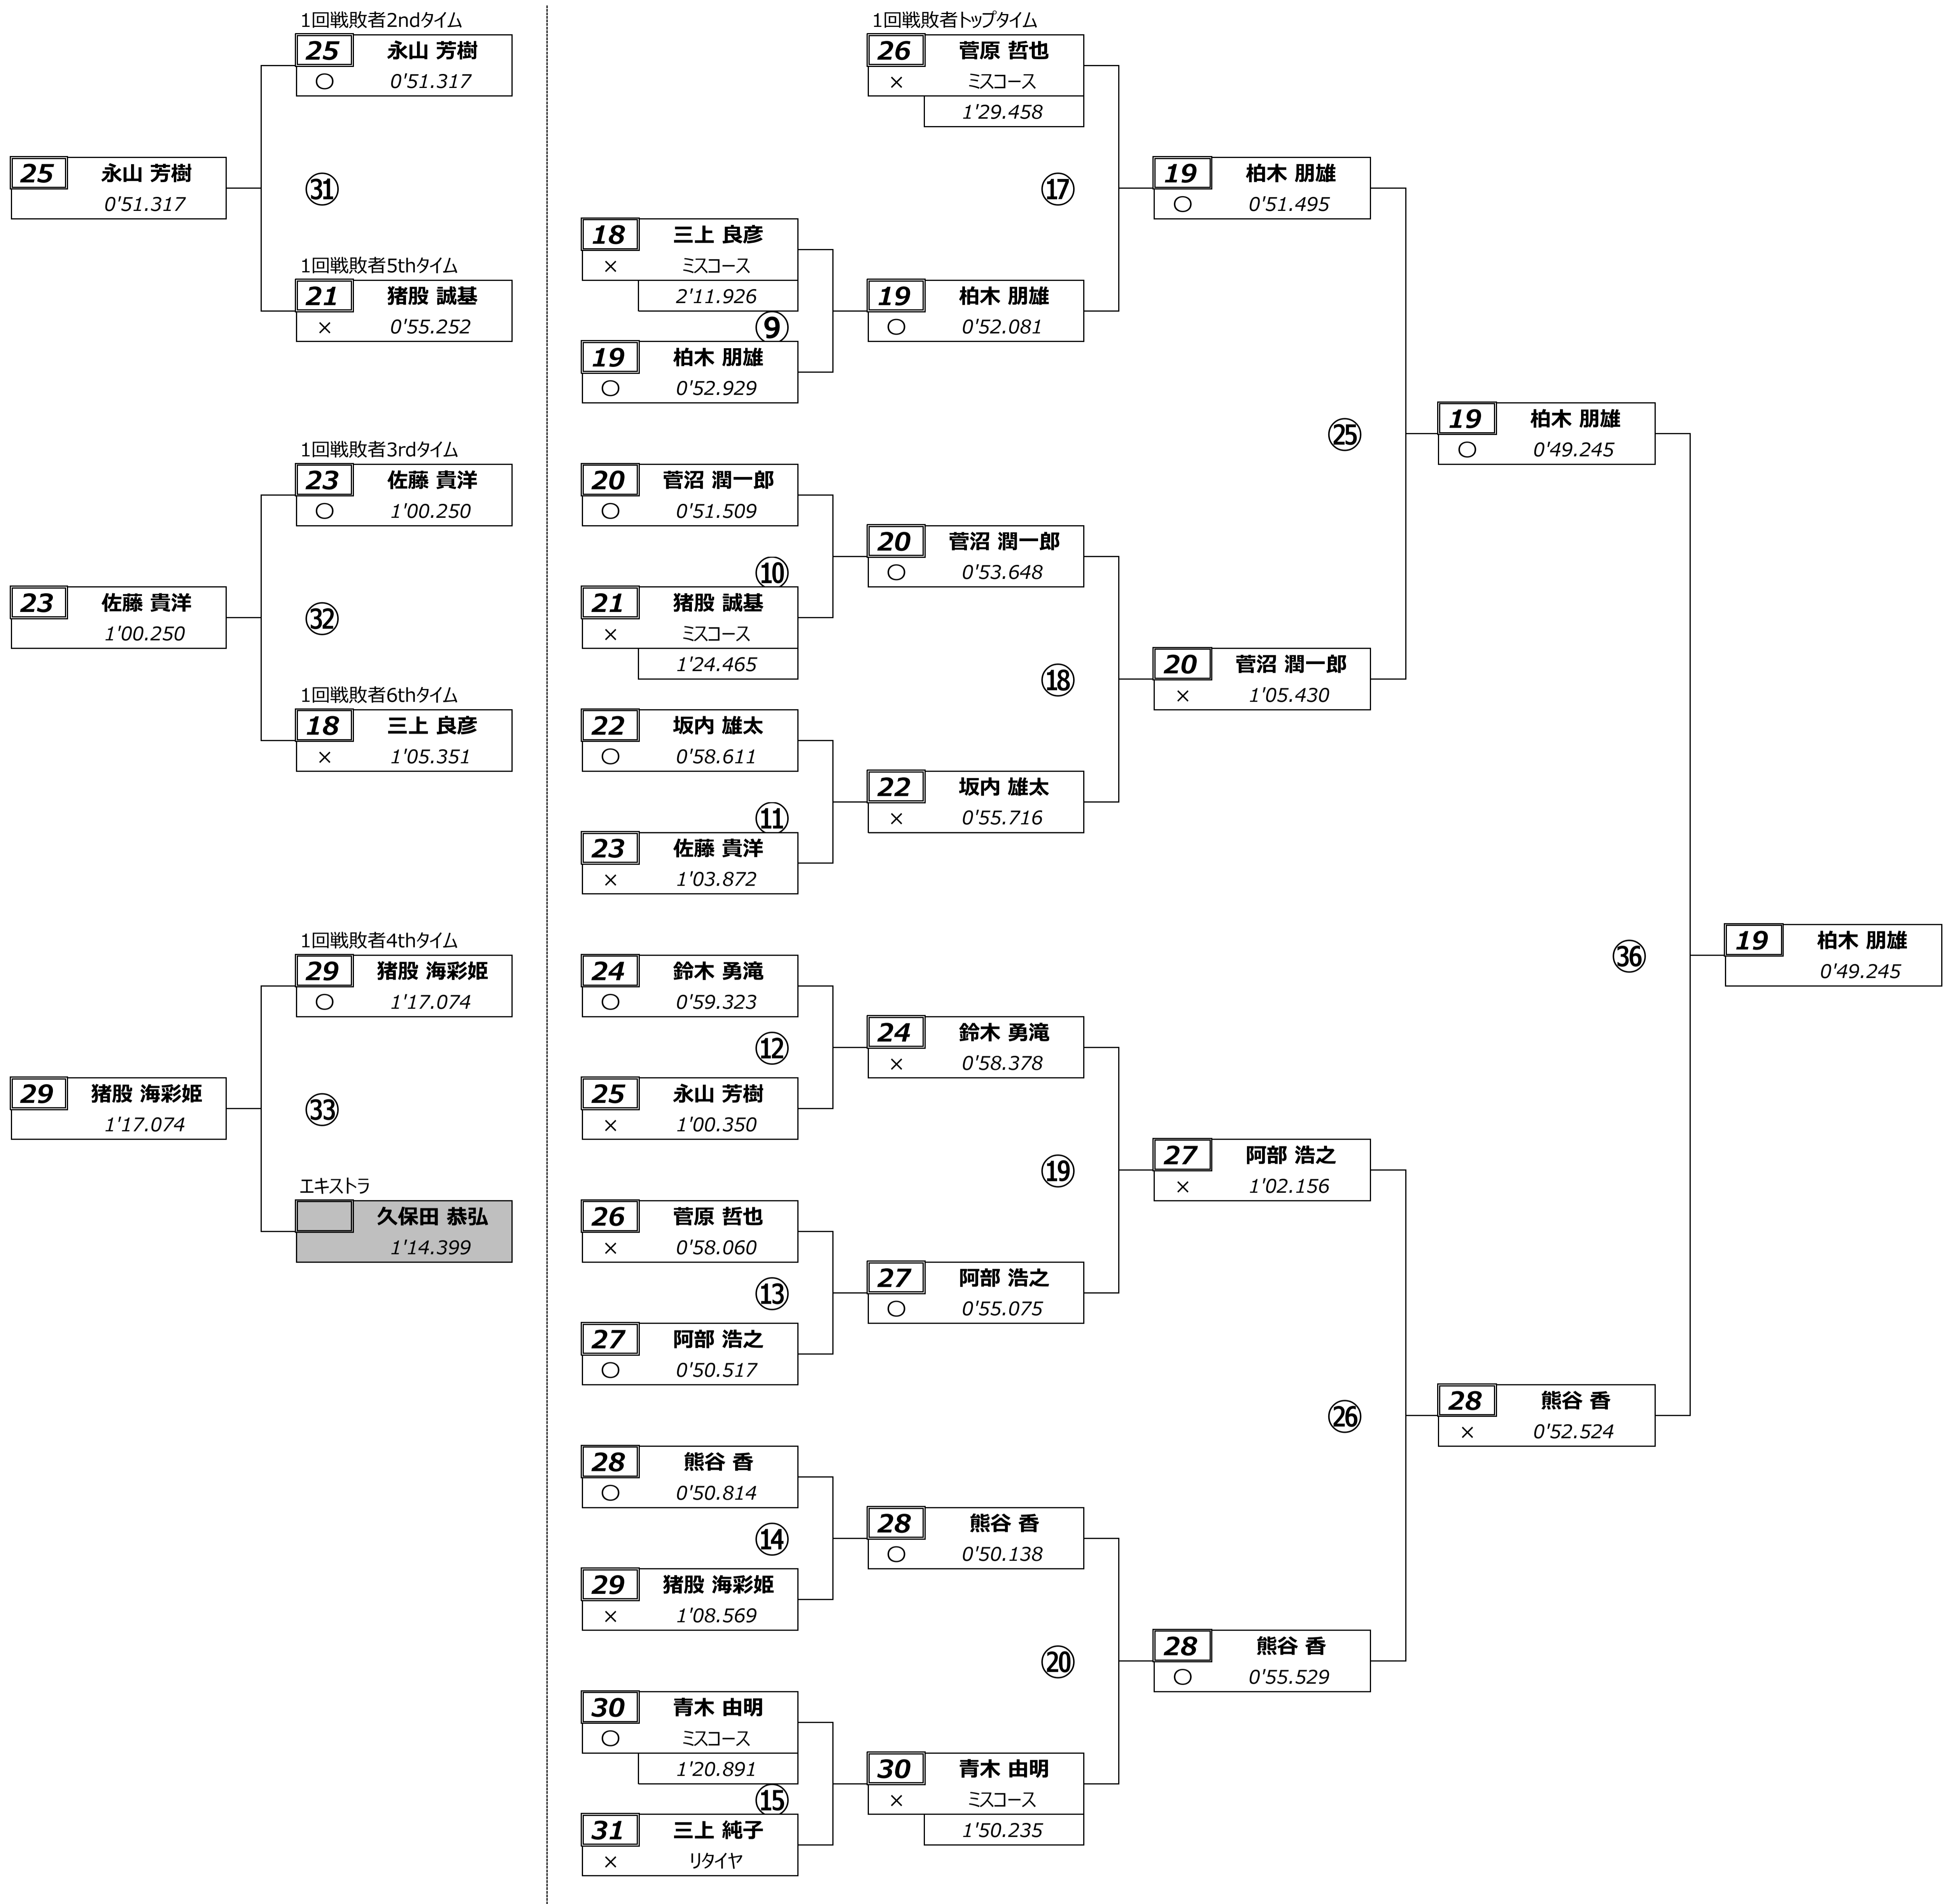 1回戦敗者2ndタイム
25 永山 芳樹
○ 0'51.317
25 永山 芳樹
0'51.317
㉛
1回戦敗者5thタイム
21 猪股 誠基
× 0'55.252
1回戦敗者3rdタイム
23 佐藤 貴洋
○ 1'00.250
23 佐藤 貴洋
1'00.250
㉜
1回戦敗者6thタイム
18 三上 良彦
× 1'05.351
1回戦敗者4thタイム
29 猪股 海彩姫
○ 1'17.074
29 猪股 海彩姫
1'17.074
㉝
エキストラ
久保田 恭弘
1'14.399
18 三上 良彦
× ミスコース
2'11.926
⑨
19 柏木 朋雄
○ 0'52.929
20 菅沼 潤一郎
○ 0'51.509
⑩
21 猪股 誠基
× ミスコース
1'24.465
22 坂内 雄太
○ 0'58.611
⑪
23 佐藤 貴洋
× 1'03.872
24 鈴木 勇滝
○ 0'59.323
⑫
25 永山 芳樹
× 1'00.350
26 菅原 哲也
× 0'58.060
⑬
27 阿部 浩之
○ 0'50.517
28 熊谷 香
○ 0'50.814
⑭
29 猪股 海彩姫
× 1'08.569
30 青木 由明
○ ミスコース
1'20.891
⑮
31 三上 純子
× リタイヤ
1回戦敗者トップタイム
26 菅原 哲也
× ミスコース
1'29.458
⑰
19 柏木 朋雄
○ 0'52.081
20 菅沼 潤一郎
○ 0'53.648
⑱
22 坂内 雄太
× 0'55.716
24 鈴木 勇滝
× 0'58.378
⑲
27 阿部 浩之
○ 0'55.075
28 熊谷 香
○ 0'50.138
⑳
30 青木 由明
× ミスコース
1'50.235
19 柏木 朋雄
○ 0'51.495
㉕
20 菅沼 潤一郎
× 1'05.430
27 阿部 浩之
× 1'02.156
㉖
28 熊谷 香
○ 0'55.529
19 柏木 朋雄
○ 0'49.245
㊱
28 熊谷 香
× 0'52.524
19 柏木 朋雄
0'49.245